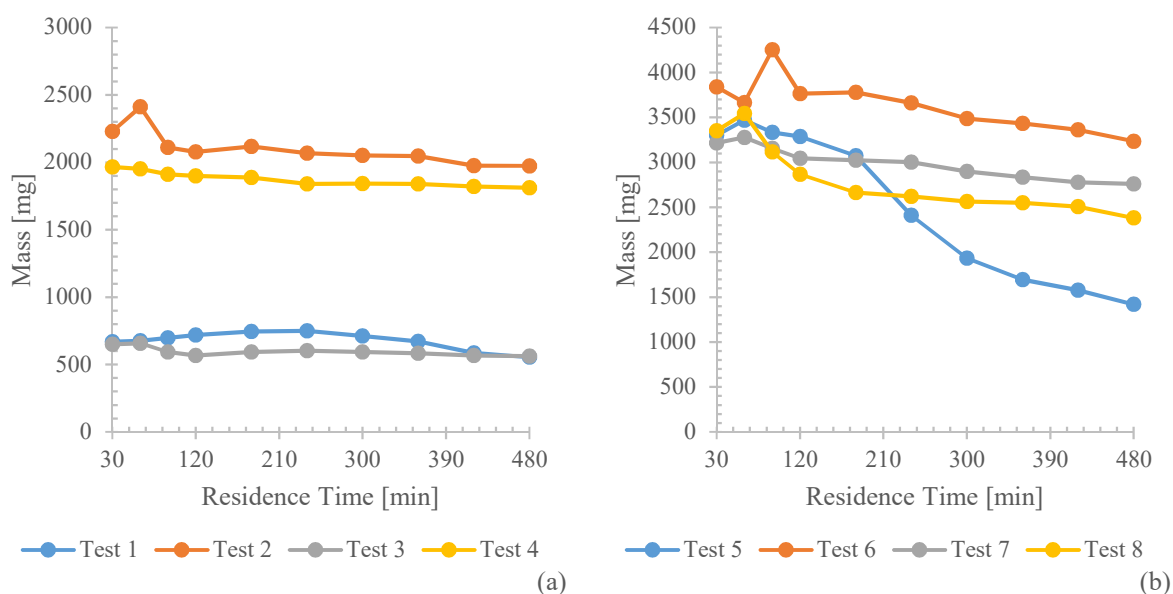 3000
2500
2000
1500
1000
500
0
Mass [mg]
30 120 210 300 390 480
Residence Time [min]
Test 1 Test 2 Test 3 Test 4
(a)
4500
4000
3500
3000
2500
2000
1500
1000
500
0
Mass [mg]
30 120 210 300 390 480
Residence Time [min]
Test 5 Test 6 Test 7 Test 8
(b)